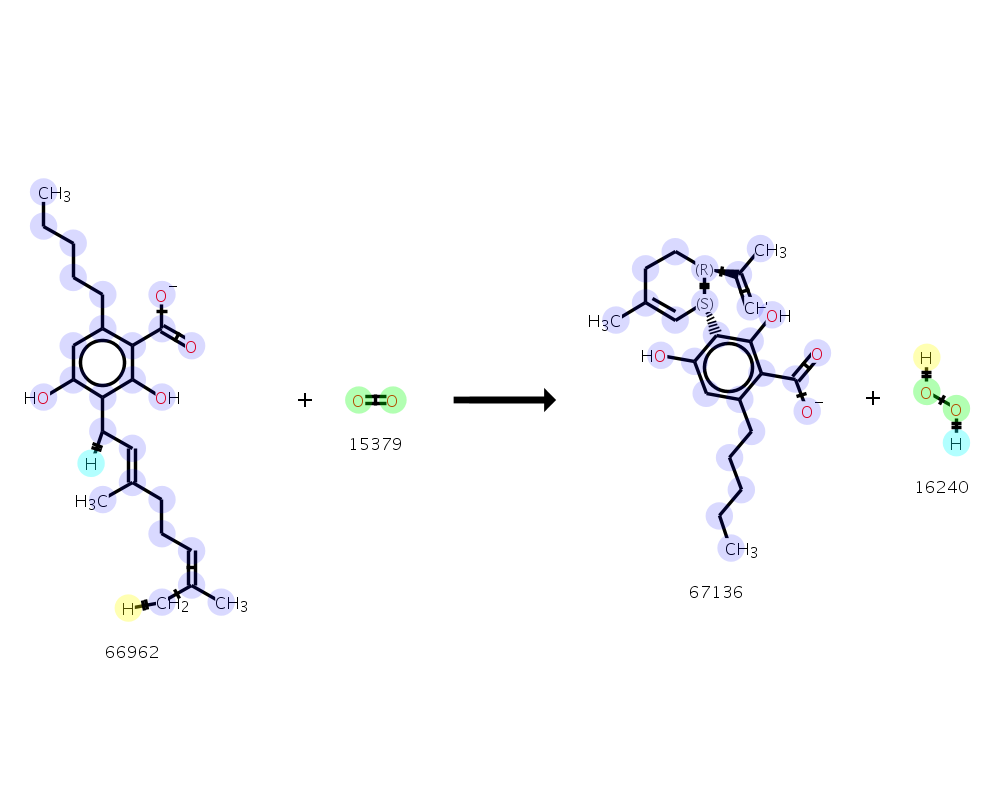 CH3
O−
O
HO
OH
H
H3C
H
CH2
CH3
66962
+
O
O
15379
CH3
(R)
(S)
CH
H3C
OH
HO
O
O−
CH3
67136
+
H
O
O
H
16240